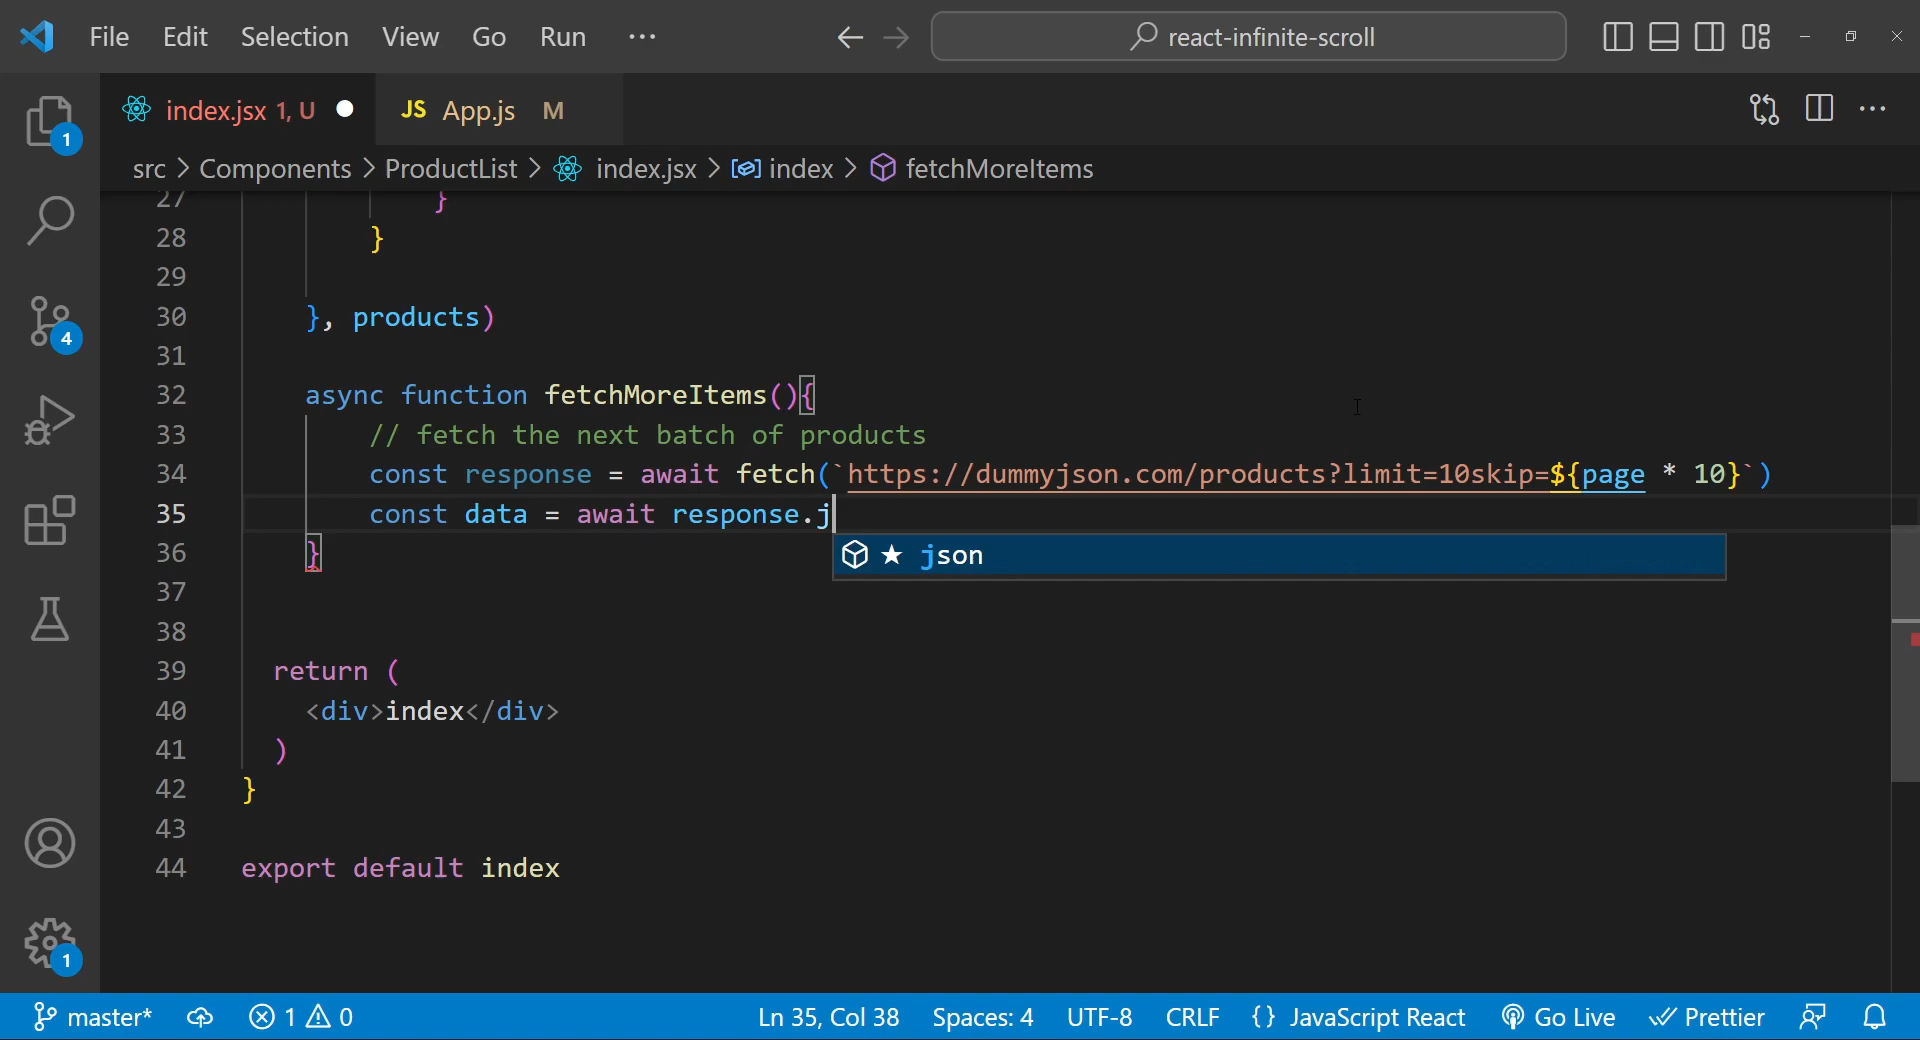 File Edit Selection View Go Run ··· react-infinite-scroll
index.jsx 1, U JS App.js M
src > Components > ProductList > index.jsx > index > fetchMoreItems
27 }
28 }
29
30 }, products)
31
32 async function fetchMoreItems(){
33 // fetch the next batch of products
34 const response = await fetch(`https://dummyjson.com/products?limit=10skip=${page * 10}`)
35 const data = await response.j
36 }
★ json
37
38
39 return (
40 <div>index</div>
41 )
42 }
43
44 export default index
1
4
1
master* 1 0 Ln 35, Col 38 Spaces: 4 UTF-8 CRLF {} JavaScript React Go Live Prettier